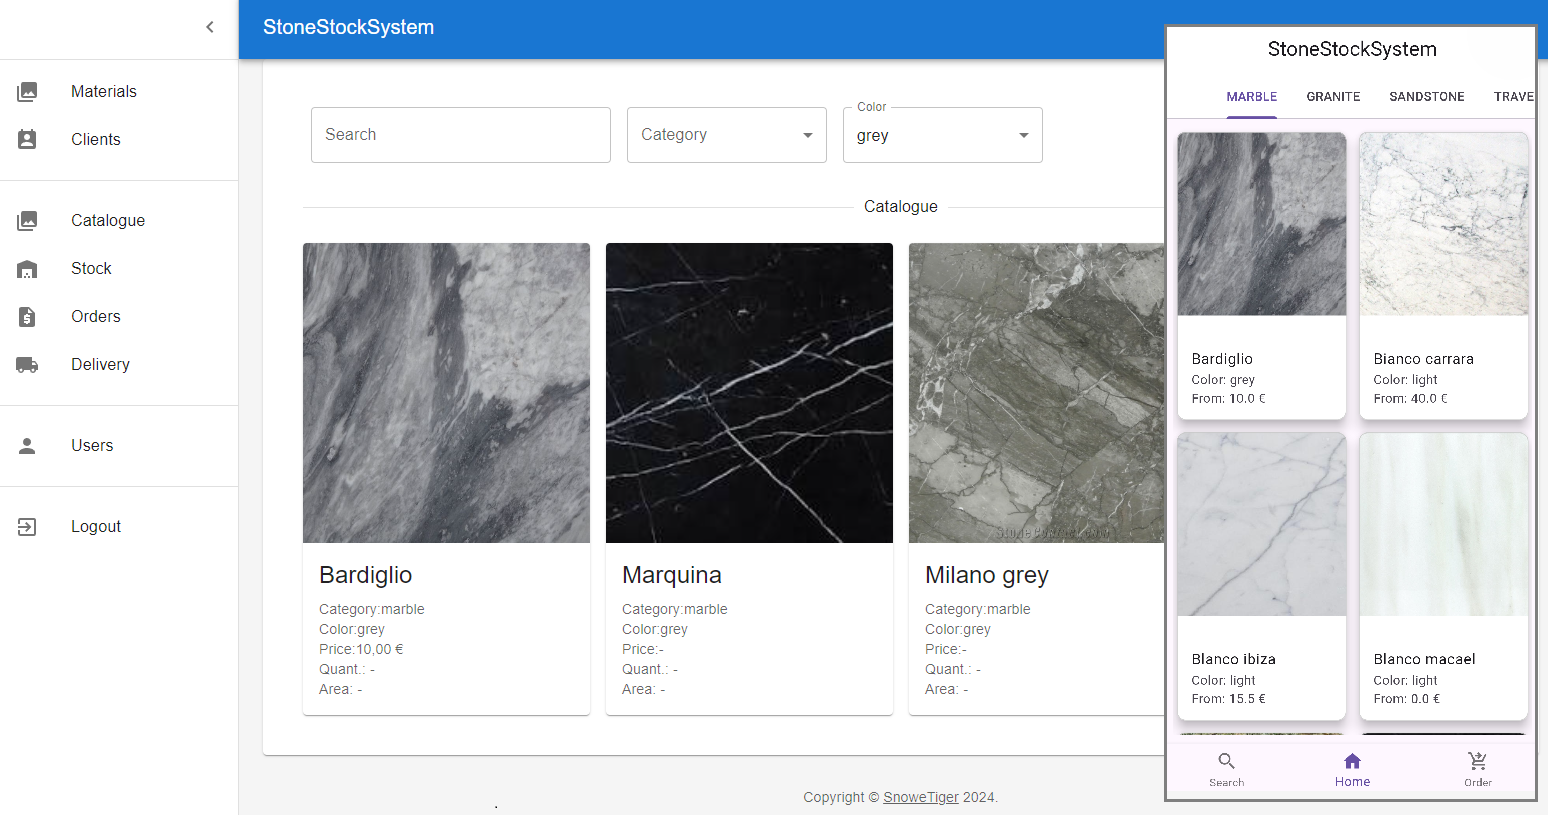 StoneStockSystem
Materials
Clients
Catalogue
Stock
Orders
Delivery
Users
Logout
Search
Category
Color
grey
Catalogue
Bardiglio
Category:marble
Color:grey
Price:10,00 €
Quant.: -
Area: -
Marquina
Category:marble
Color:grey
Price:-
Quant.: -
Area: -
Milano grey
Category:marble
Color:grey
Price:-
Quant.: -
Area: -
Copyright © SnoweTiger 2024.
.
StoneStockSystem
MARBLE GRANITE SANDSTONE TRAVE
Bardiglio
Color: grey
From: 10.0 €
Bianco carrara
Color: light
From: 40.0 €
Blanco ibiza
Color: light
From: 15.5 €
Blanco macael
Color: light
From: 0.0 €
Search
Home
Order